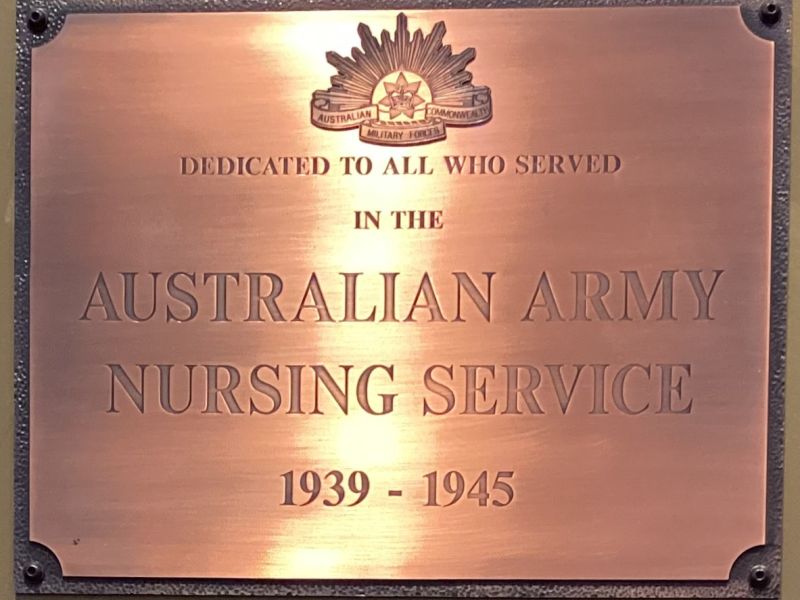 AUSTRALIAN COMMONWEALTH
MILITARY FORCES
DEDICATED TO ALL WHO SERVED
IN THE
AUSTRALIAN ARMY
NURSING SERVICE
1939 - 1945